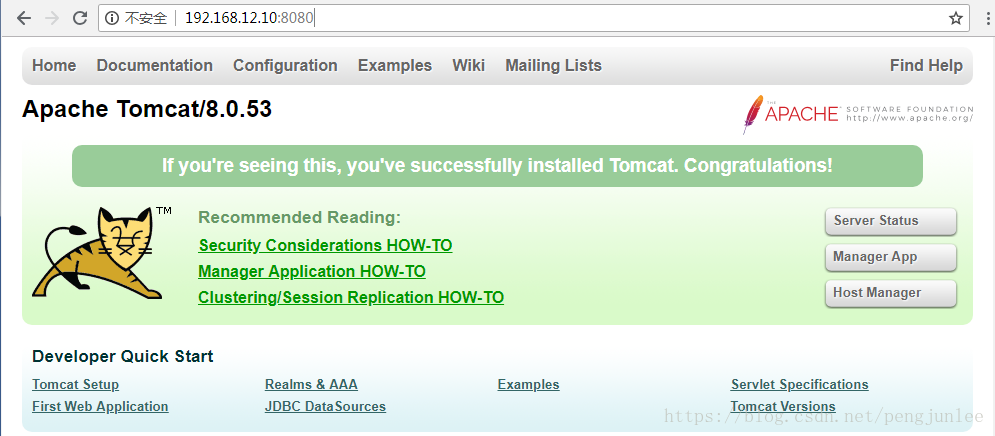 不安全 192.168.12.10:8080
Home Documentation Configuration Examples Wiki Mailing Lists Find Help
Apache Tomcat/8.0.53
THE APACHE® SOFTWARE FOUNDATION
http://www.apache.org/
If you're seeing this, you've successfully installed Tomcat. Congratulations!
TM
Recommended Reading:
Security Considerations HOW-TO
Manager Application HOW-TO
Clustering/Session Replication HOW-TO
Server Status
Manager App
Host Manager
Developer Quick Start
Tomcat Setup
First Web Application
Realms & AAA
JDBC DataSources
Examples
Servlet Specifications
Tomcat Versions
https://blog.csdn.net/pengjunlee